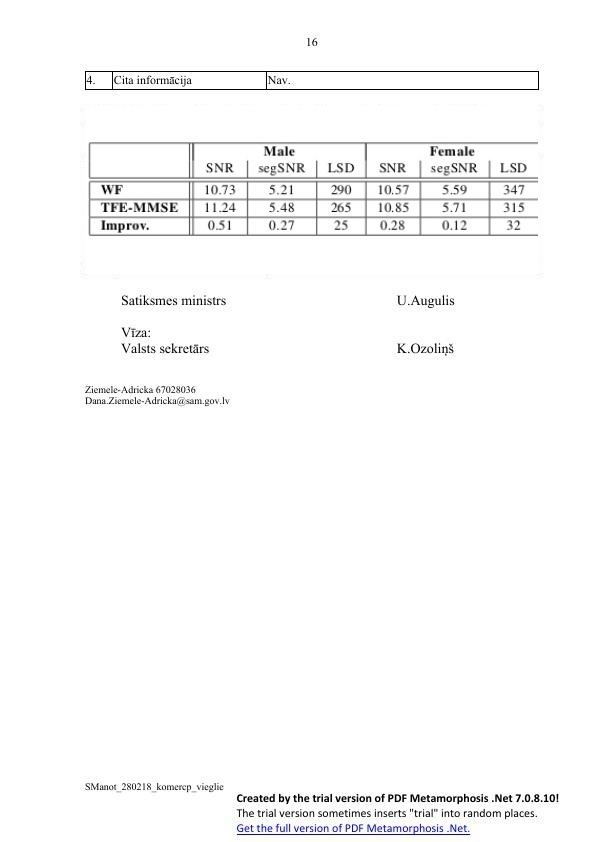 16
4. Cita informācija Nav.
Male Female
SNR segSNR LSD SNR segSNR LSD
WF 10.73 5.21 290 10.57 5.59 347
TFE-MMSE 11.24 5.48 265 10.85 5.71 315
Improv. 0.51 0.27 25 0.28 0.12 32
Satiksmes ministrs U.Augulis
Vīza:
Valsts sekretārs K.Ozoliņš
Ziemele-Adricka 67028036
Dana.Ziemele-Adricka@sam.gov.lv
SManot_280218_komercp_vieglie
Created by the trial version of PDF Metamorphosis .Net 7.0.8.10!
The trial version sometimes inserts "trial" into random places.
Get the full version of PDF Metamorphosis .Net.